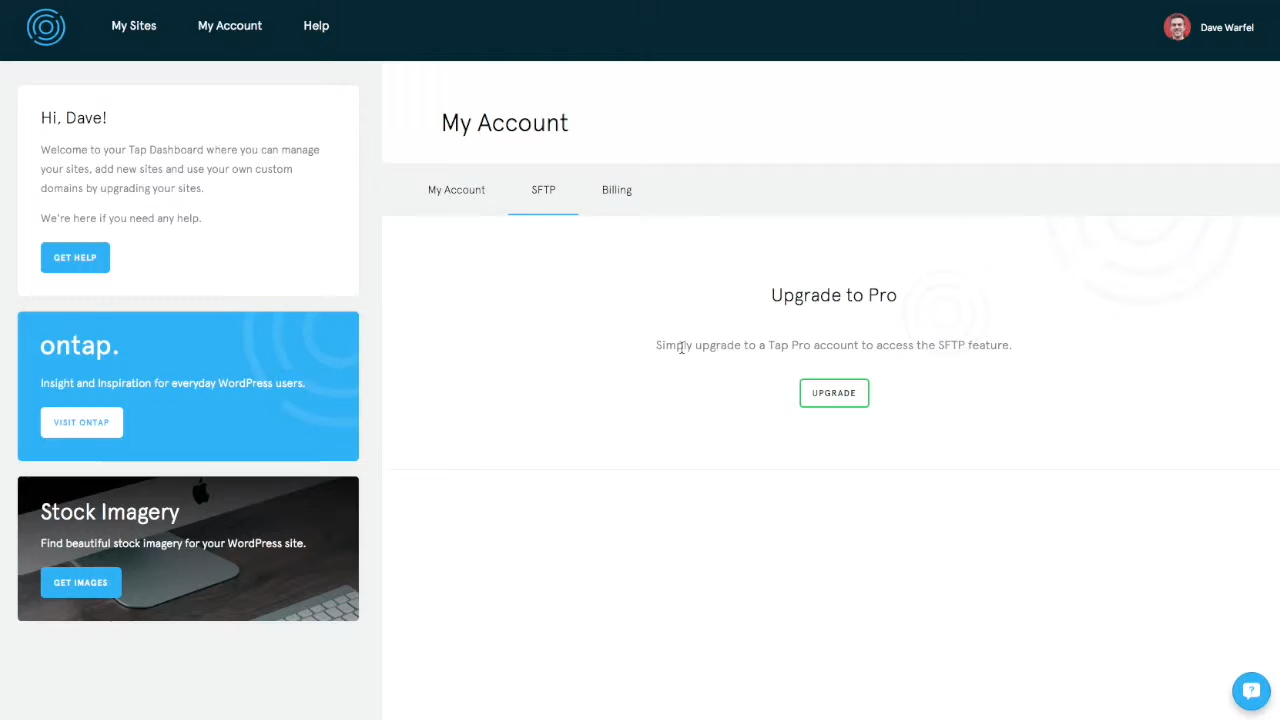 My Sites
My Account
Help
Dave Warfel
Hi, Dave!
Welcome to your Tap Dashboard where you can manage
your sites, add new sites and use your own custom
domains by upgrading your sites.
We're here if you need any help.
GET HELP
ontap.
Insight and Inspiration for everyday WordPress users.
VISIT ONTAP
Stock Imagery
Find beautiful stock imagery for your WordPress site.
GET IMAGES
My Account
My Account
SFTP
Billing
Upgrade to Pro
Simply upgrade to a Tap Pro account to access the SFTP feature.
UPGRADE
?